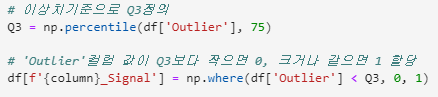 # 이상치기준으로 Q3정의
Q3 = np.percentile(df['Outlier'], 75)
# 'Outlier'컬럼 값이 Q3보다 작으면 0, 크거나 같으면 1 할당
df[f'{column}_Signal'] = np.where(df['Outlier'] < Q3, 0, 1)